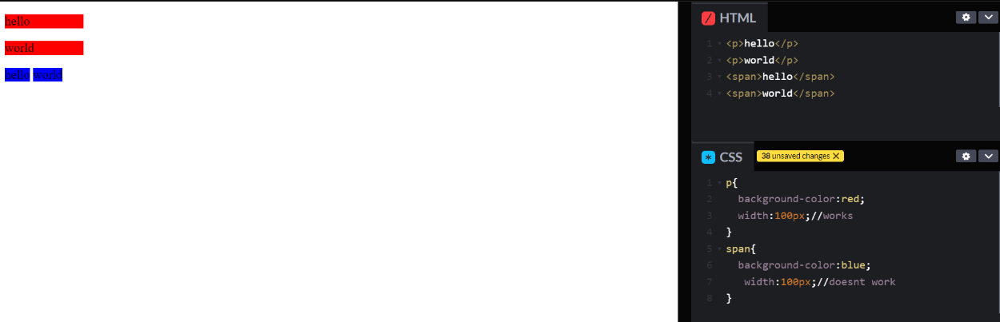 hello
world
hello world
HTML
1 <p>hello</p>
2 <p>world</p>
3 <span>hello</span>
4 <span>world</span>
CSS 38 unsaved changes
1 p{
2 background-color:red;
3 width:100px;//works
4 }
5 span{
6 background-color:blue;
7 width:100px;//doesnt work
8 }